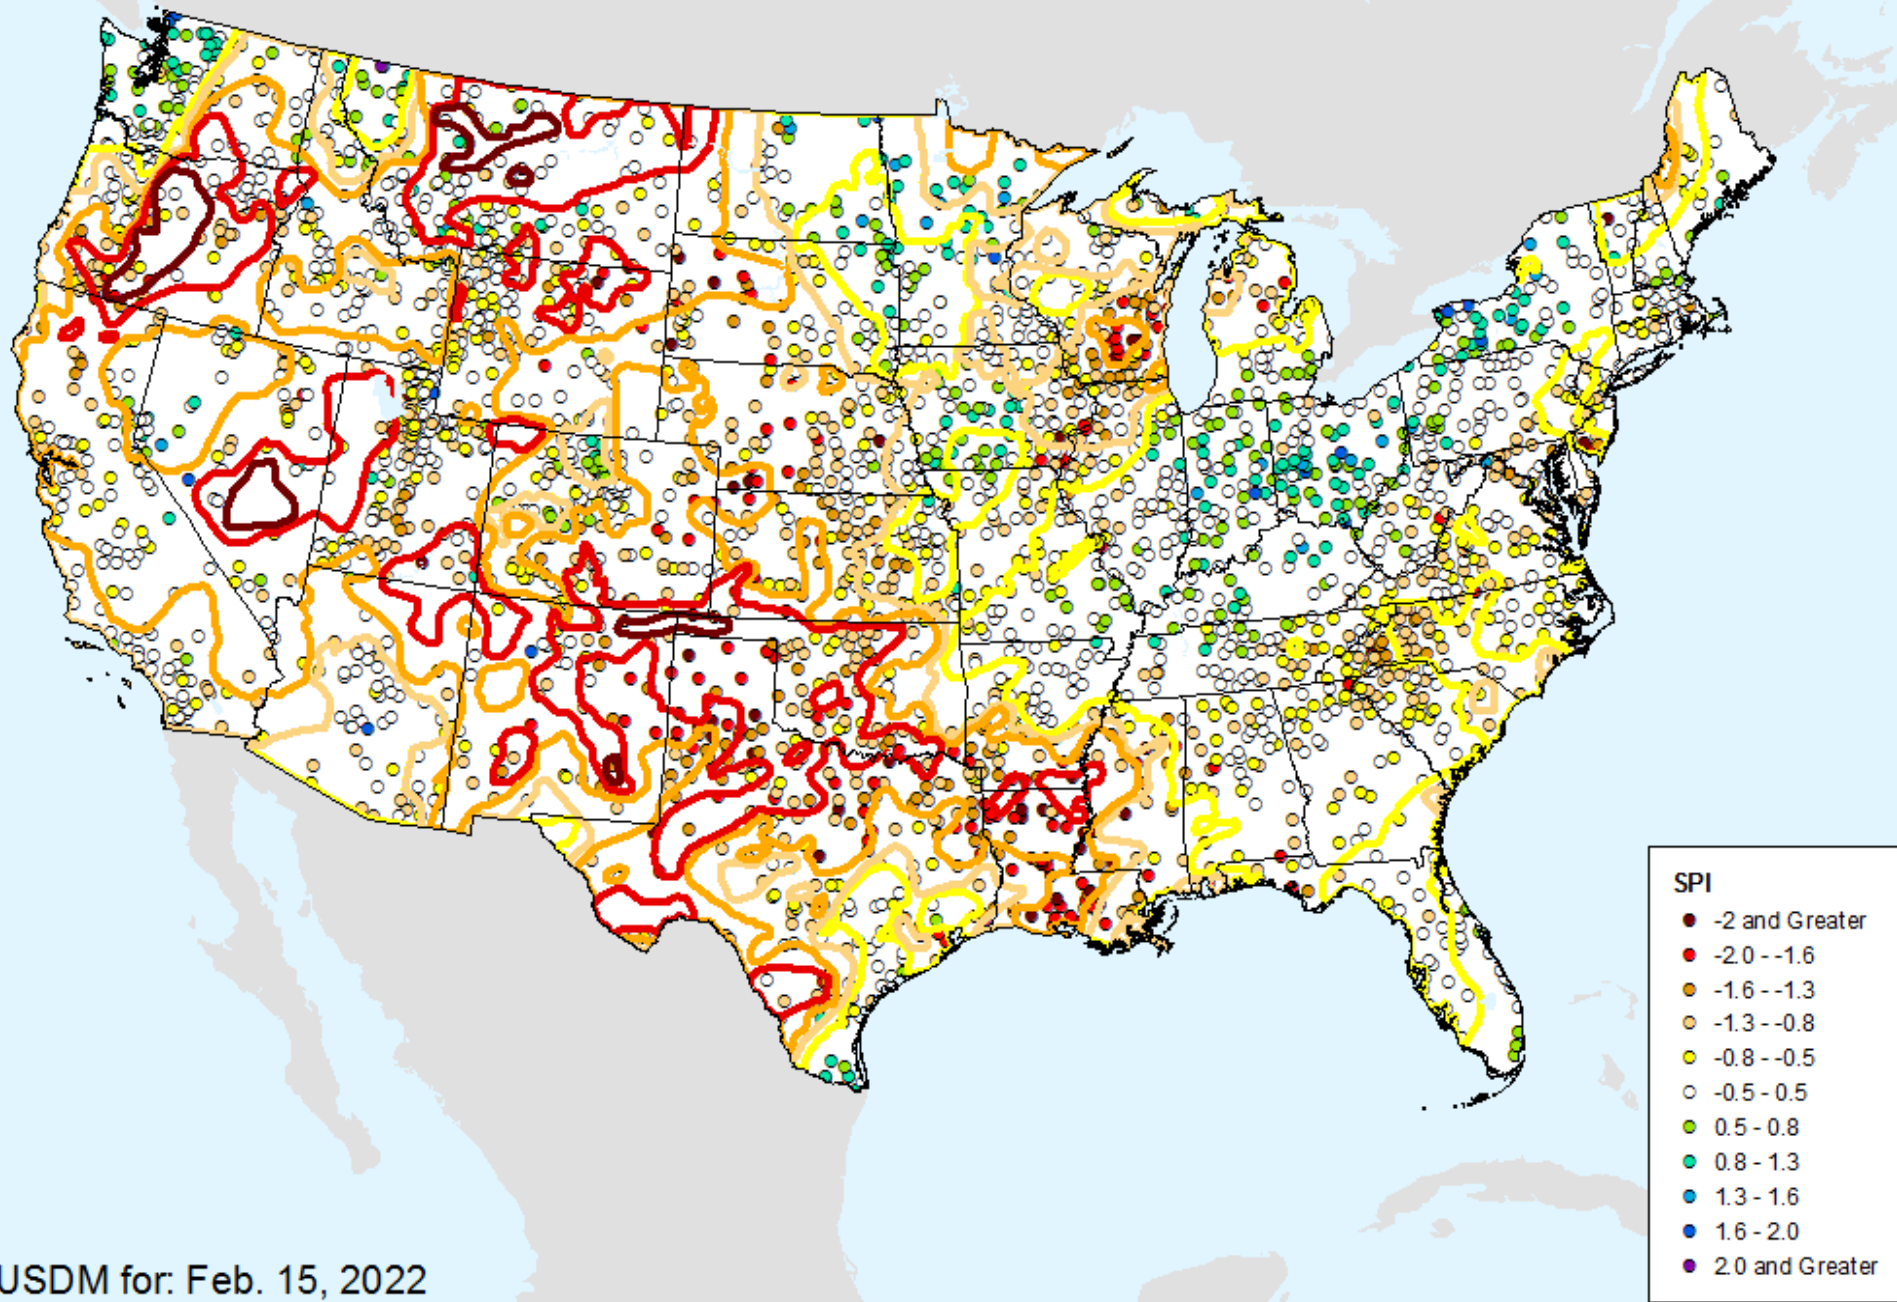 SPI
-2 and Greater
-2.0 - -1.6
-1.6 - -1.3
-1.3 - -0.8
-0.8 - -0.5
-0.5 - 0.5
0.5 - 0.8
0.8 - 1.3
1.3 - 1.6
1.6 - 2.0
2.0 and Greater
USDM for: Feb. 15, 2022